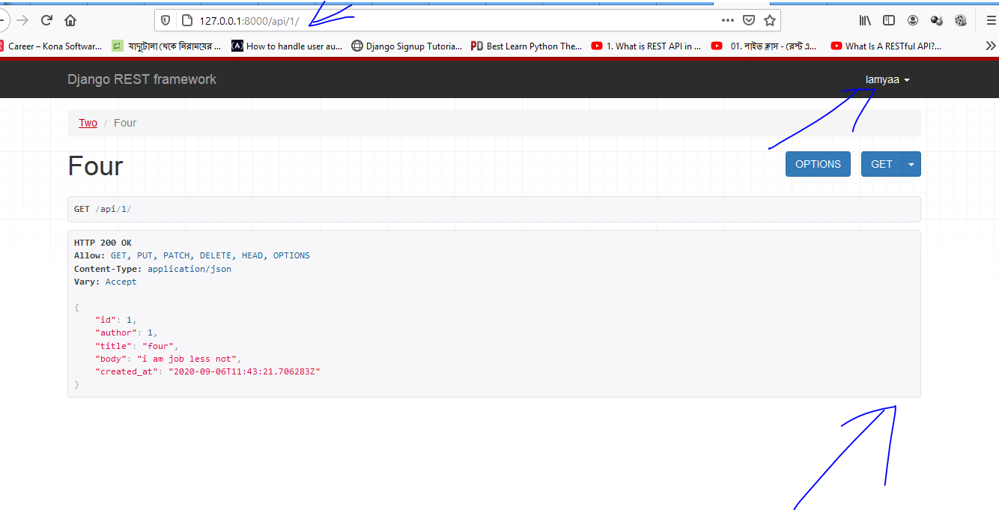 127.0.0.1:8000/api/1/
Career – Kona Softwar... যাদুটোনা থেকে নিরাময়ের ... How to handle user au... Django Signup Tutoria... PD Best Learn Python The... 1. What is REST API in ... 01. লাইভ ক্লাস - (রেস্ট এ... What Is A RESTful API?...
Django REST framework lamyaa
Two / Four
Four OPTIONS GET
GET /api/1/
HTTP 200 OK
Allow: GET, PUT, PATCH, DELETE, HEAD, OPTIONS
Content-Type: application/json
Vary: Accept
{
"id": 1,
"author": 1,
"title": "four",
"body": "i am job less not",
"created_at": "2020-09-06T11:43:21.706283Z"
}